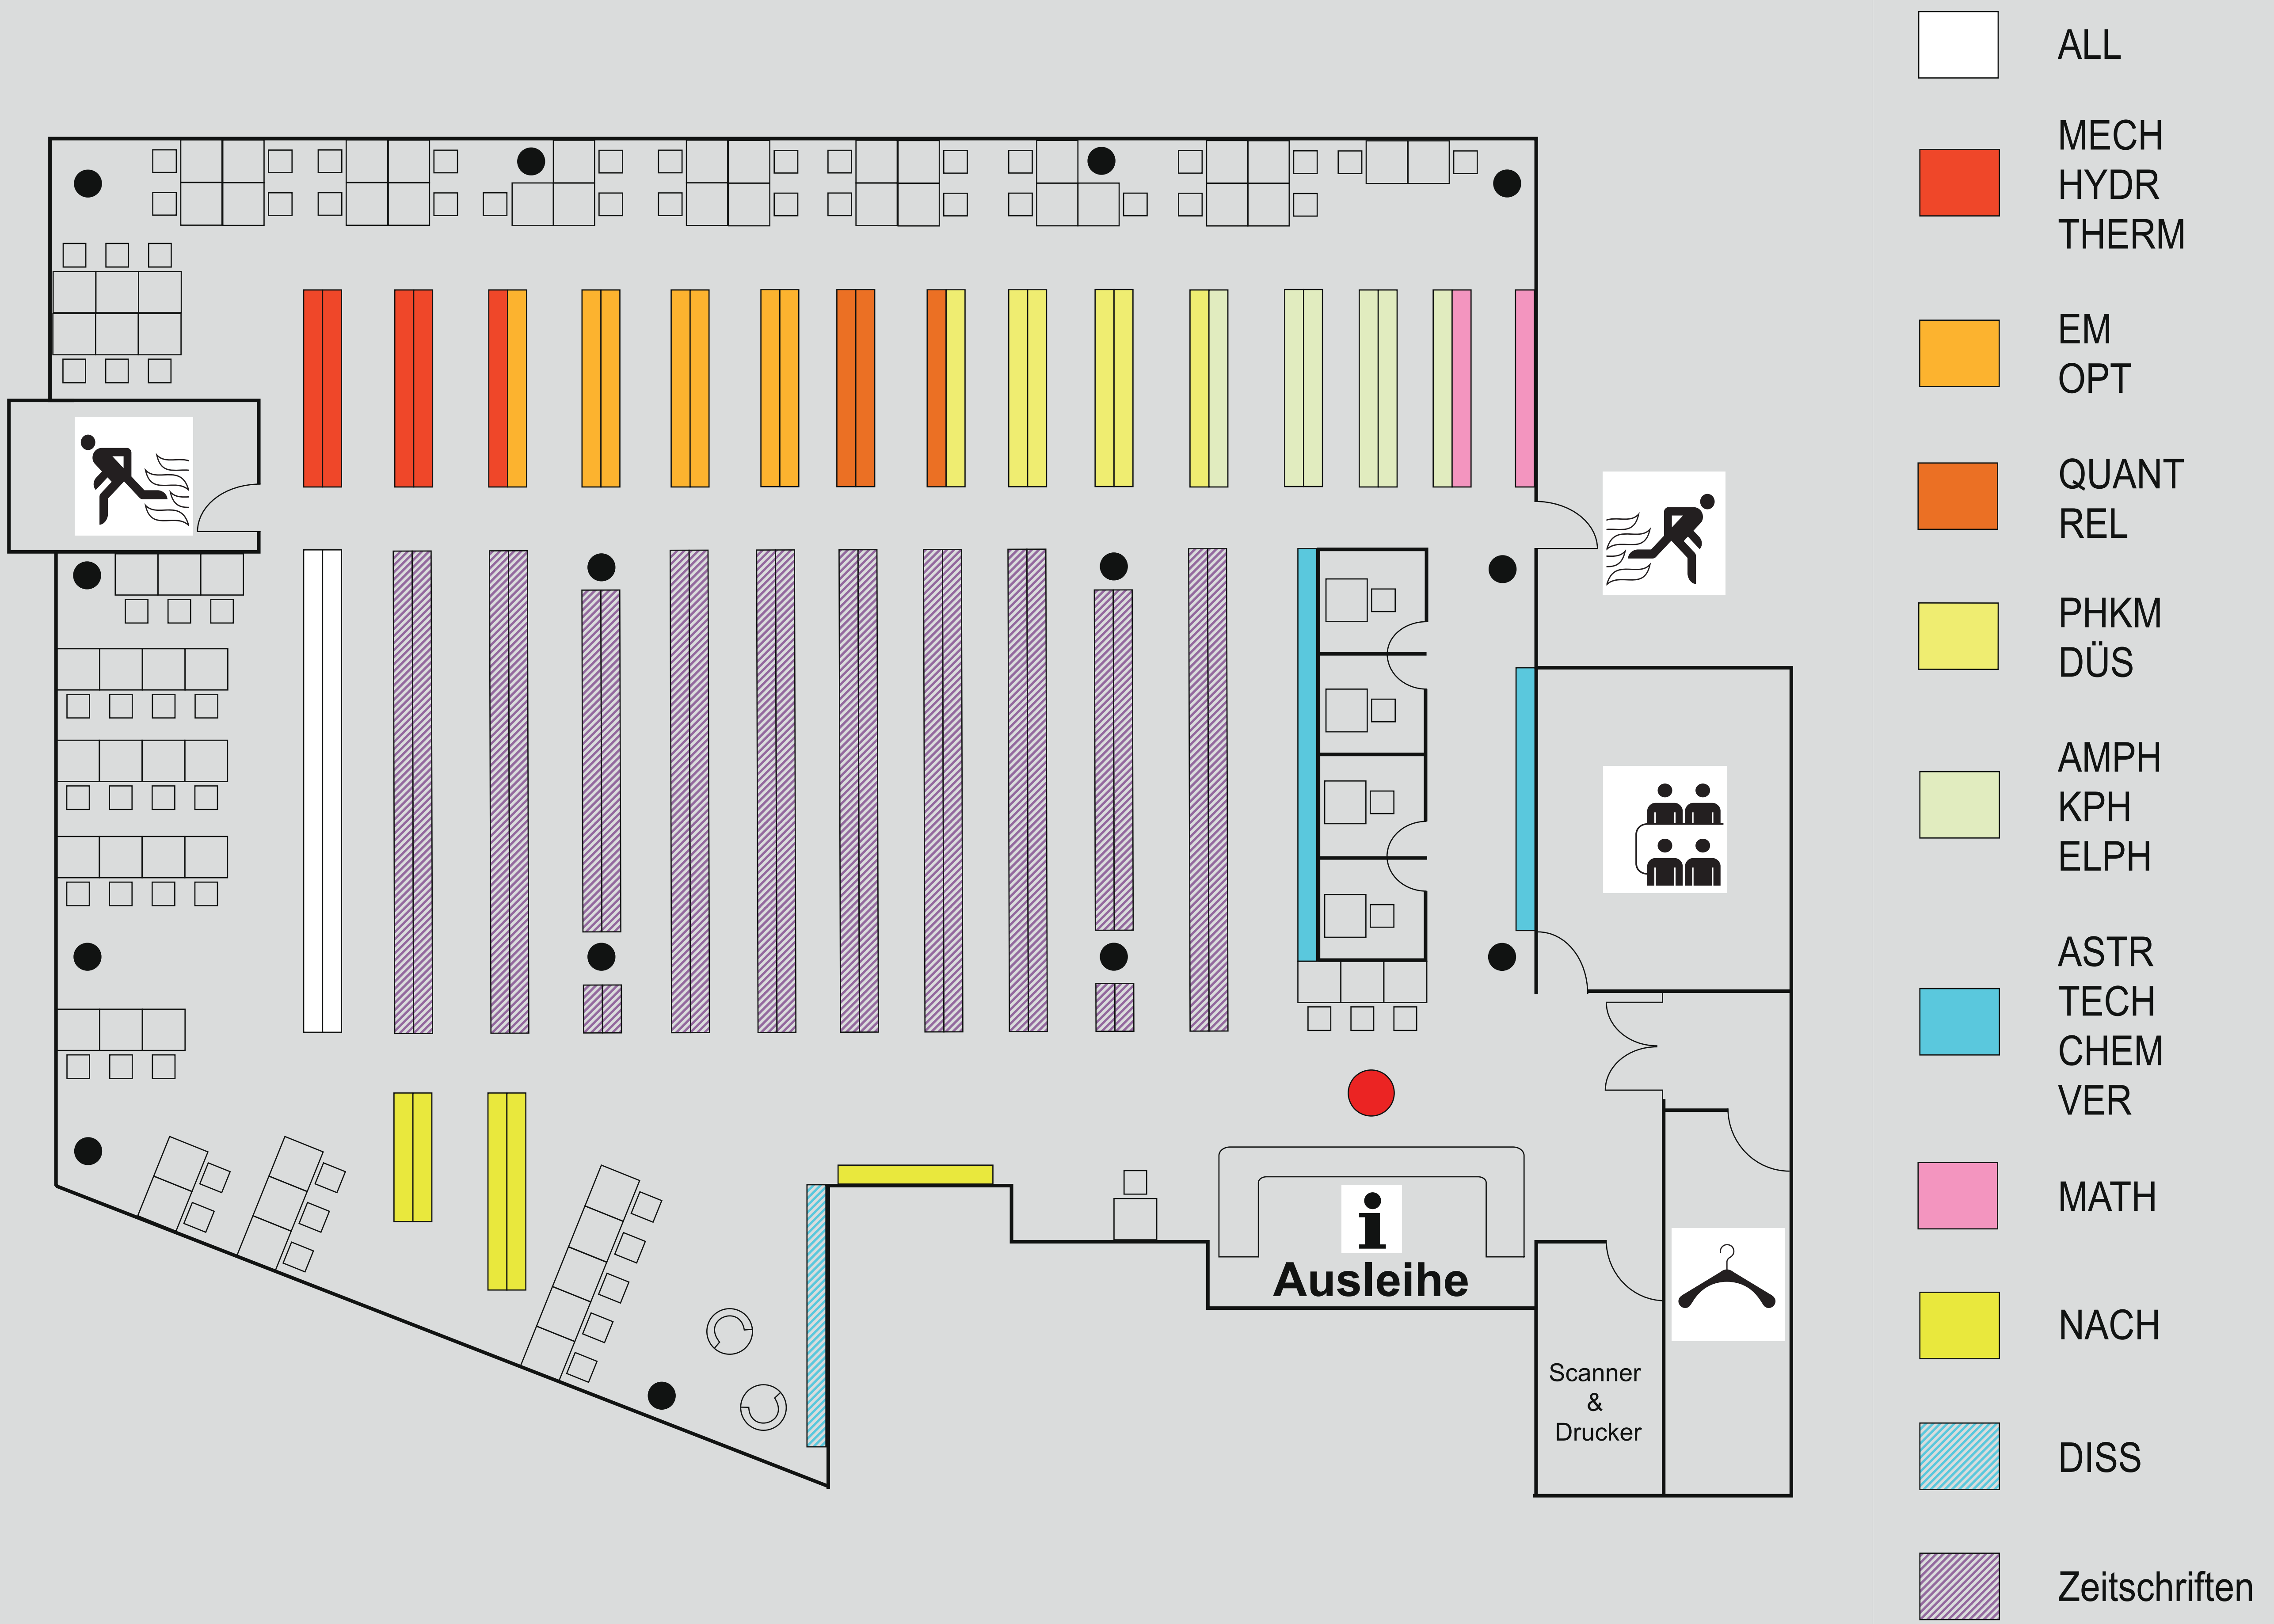 ALL
MECH
HYDR
THERM
EM
OPT
QUANT
REL
PHKM
DÜS
AMPH
KPH
ELPH
ASTR
TECH
CHEM
VER
MATH
NACH
DISS
Zeitschriften
i
Ausleihe
Scanner
&
Drucker